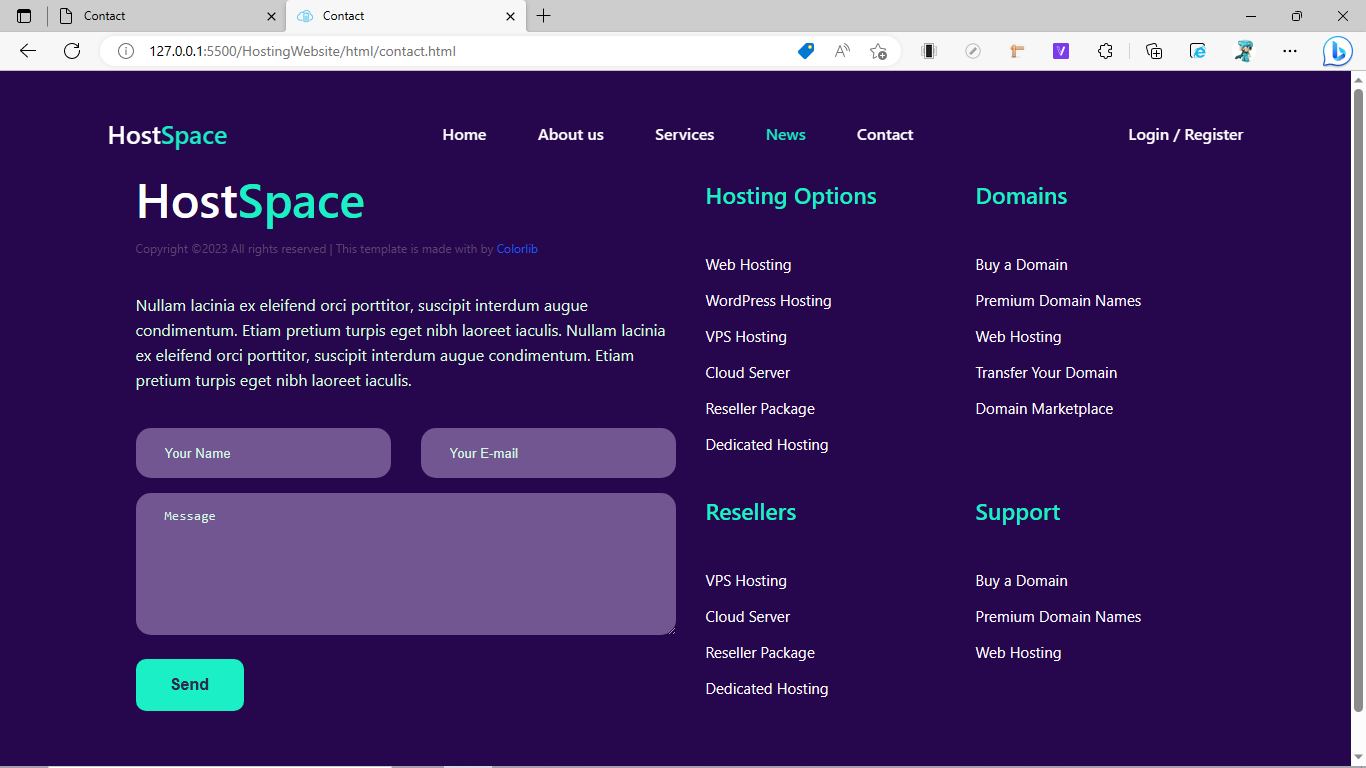 Contact
Contact
127.0.0.1:5500/HostingWebsite/html/contact.html
HostSpace
Home
About us
Services
News
Contact
Login / Register
HostSpace
Copyright ©2023 All rights reserved | This template is made with by Colorlib
Nullam lacinia ex eleifend orci porttitor, suscipit interdum augue
condimentum. Etiam pretium turpis eget nibh laoreet iaculis. Nullam lacinia
ex eleifend orci porttitor, suscipit interdum augue condimentum. Etiam
pretium turpis eget nibh laoreet iaculis.
Your Name
Your E-mail
Message
Send
Hosting Options
Web Hosting
WordPress Hosting
VPS Hosting
Cloud Server
Reseller Package
Dedicated Hosting
Domains
Buy a Domain
Premium Domain Names
Web Hosting
Transfer Your Domain
Domain Marketplace
Resellers
VPS Hosting
Cloud Server
Reseller Package
Dedicated Hosting
Support
Buy a Domain
Premium Domain Names
Web Hosting